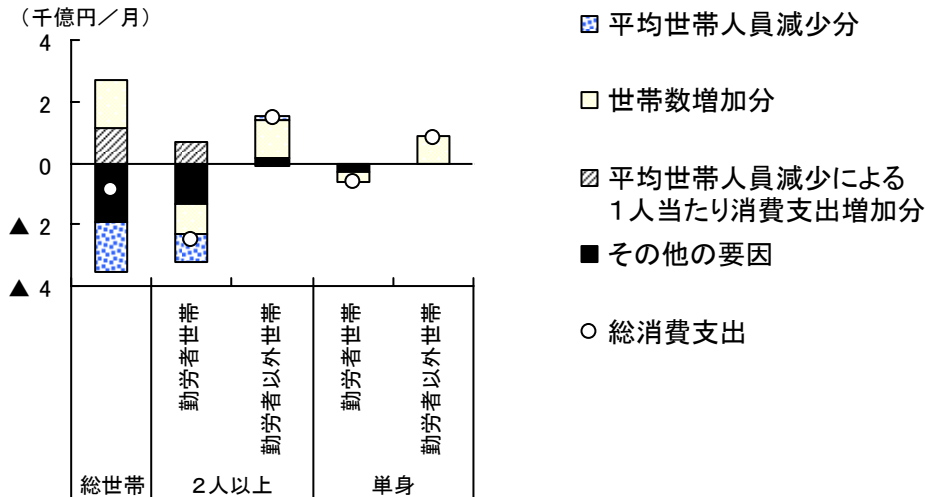 （千億円／月）
4
2
0
▲ 2
▲ 4
勤労者世帯
勤労者以外世帯
勤労者世帯
勤労者以外世帯
総世帯
２人以上
単身
平均世帯人員減少分
世帯数増加分
平均世帯人員減少による
１人当たり消費支出増加分
その他の要因
総消費支出